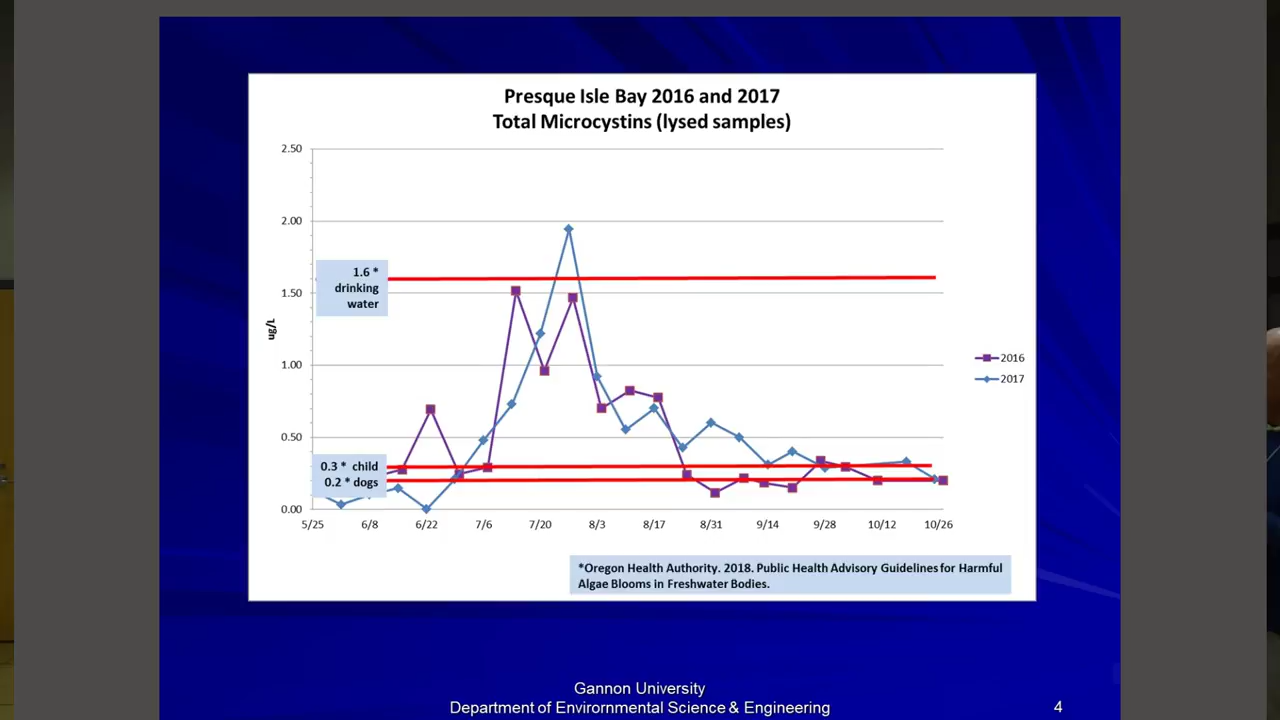 Presque Isle Bay 2016 and 2017
Total Microcystins (lysed samples)
2.50
2.00
1.50
1.00
0.50
0.00
ug/L
1.6 *
drinking
water
0.3 * child
0.2 * dogs
5/25
6/8
6/22
7/6
7/20
8/3
8/17
8/31
9/14
9/28
10/12
10/26
2016
2017
*Oregon Health Authority. 2018. Public Health Advisory Guidelines for Harmful
Algae Blooms in Freshwater Bodies.
Gannon University
Department of Envirornmental Science & Engineering
4